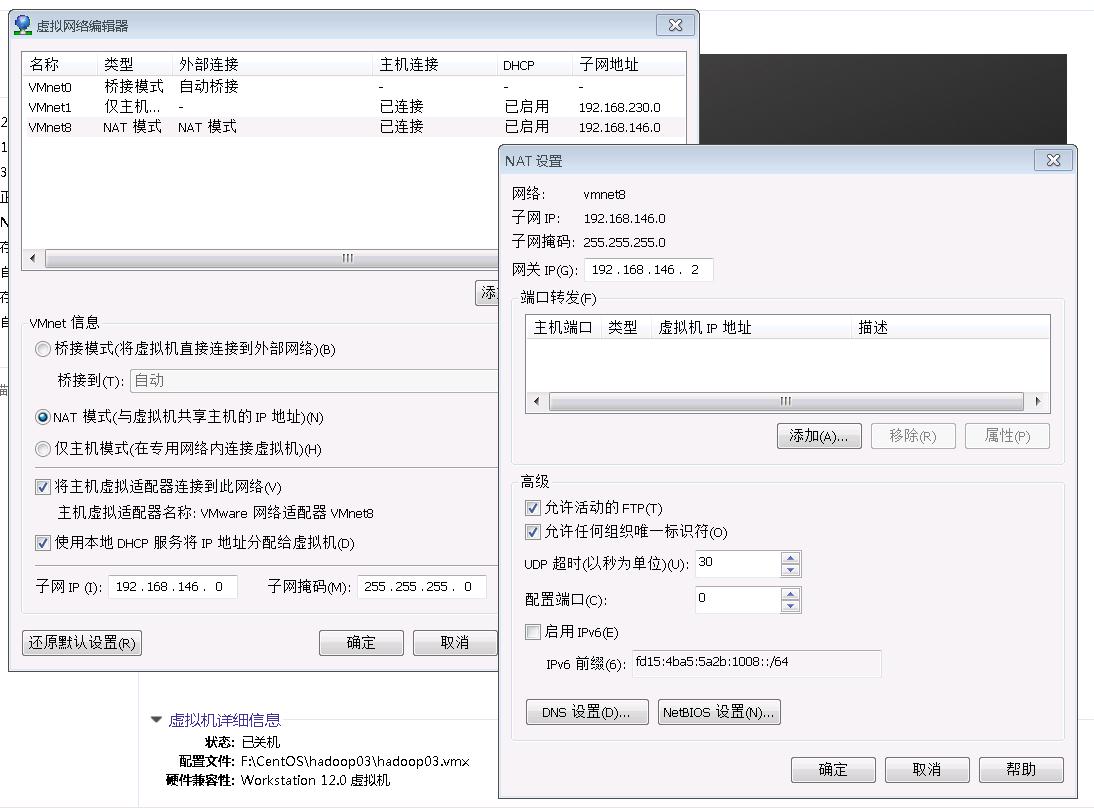 虚拟网络编辑器
名称 类型 外部连接 主机连接 DHCP 子网地址
VMnet0 桥接模式 自动桥接 - - -
VMnet1 仅主机... - 已连接 已启用 192.168.230.0
VMnet8 NAT 模式 NAT 模式 已连接 已启用 192.168.146.0
VMnet 信息
桥接模式(将虚拟机直接连接到外部网络)(B)
桥接到(T): 自动
NAT 模式(与虚拟机共享主机的 IP 地址)(N)
仅主机模式(在专用网络内连接虚拟机)(H)
将主机虚拟适配器连接到此网络(V)
主机虚拟适配器名称: VMware 网络适配器 VMnet8
使用本地 DHCP 服务将 IP 地址分配给虚拟机(D)
子网 IP (I): 192.168.146.0 子网掩码(M): 255.255.255.0
还原默认设置(R) 确定 取消
NAT 设置
网络: vmnet8
子网 IP: 192.168.146.0
子网掩码: 255.255.255.0
网关 IP(G): 192.168.146.2
端口转发(F)
主机端口 类型 虚拟机 IP 地址 描述
添加(A)... 移除(R) 属性(P)
高级
允许活动的 FTP(T)
允许任何组织唯一标识符(O)
UDP 超时(以秒为单位)(U): 30
配置端口(C): 0
启用 IPv6(E)
IPv6 前缀(6): fd15:4ba5:5a2b:1008::/64
DNS 设置(D)... NetBIOS 设置(N)...
确定 取消 帮助
虚拟机详细信息
状态: 已关机
配置文件: F:\CentOS\hadoop03\hadoop03.vmx
硬件兼容性: Workstation 12.0 虚拟机